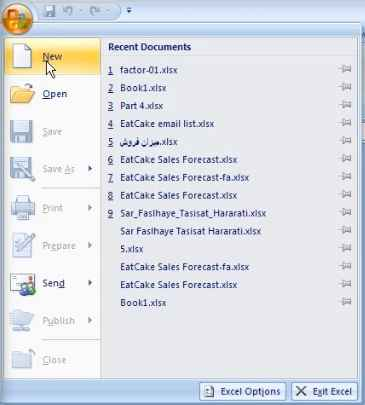 New
Open
Save
Save As
Print
Prepare
Send
Publish
Close
Recent Documents
1 factor-01.xlsx
2 Book1.xlsx
3 Part 4.xlsx
4 EatCake email list.xlsx
5 میزان فروش.xlsx
6 EatCake Sales Forecast.xlsx
7 EatCake Sales Forecast-fa.xlsx
8 EatCake Sales Forecast.xlsx
9 Sar_Faslhaye_Tasisat_Hararati.xlsx
Sar Faslhaye Tasisat Hararati.xlsx
5.xlsx
EatCake Sales Forecast-fa.xlsx
EatCake Sales Forecast.xlsx
Book1.xlsx
Excel Options
Exit Excel